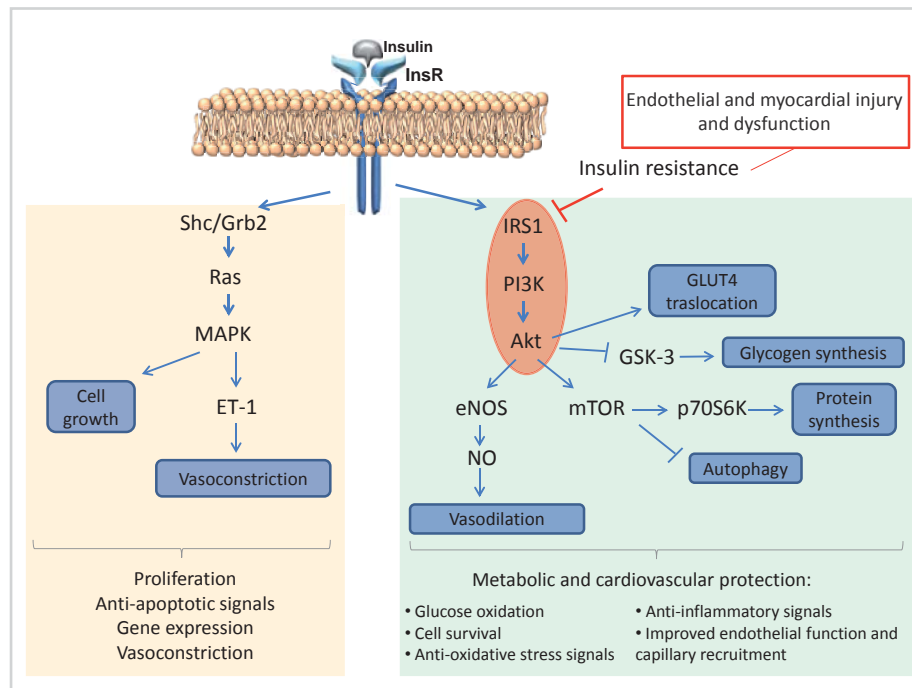 Insulin
InsR
Endothelial and myocardial injury
and dysfunction
Insulin resistance
Shc/Grb2
Ras
MAPK
Cell
growth
ET-1
Vasoconstriction
Proliferation
Anti-apoptotic signals
Gene expression
Vasoconstriction
IRS1
PI3K
Akt
GLUT4
traslocation
GSK-3
Glycogen synthesis
eNOS
mTOR
p70S6K
Protein
synthesis
NO
Autophagy
Vasodilation
Metabolic and cardiovascular protection:
• Glucose oxidation
• Cell survival
• Anti-oxidative stress signals
• Anti-inflammatory signals
• Improved endothelial function and
capillary recruitment